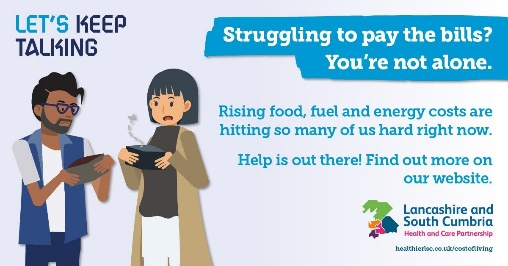 LET'S KEEP
TALKING
Struggling to pay the bills?
You're not alone.
Rising food, fuel and energy costs are
hitting so many of us hard right now.
Help is out there! Find out more on
our website.
Lancashire and
South Cumbria
Health and Care Partnership
healthierlsc.co.uk/costofliving